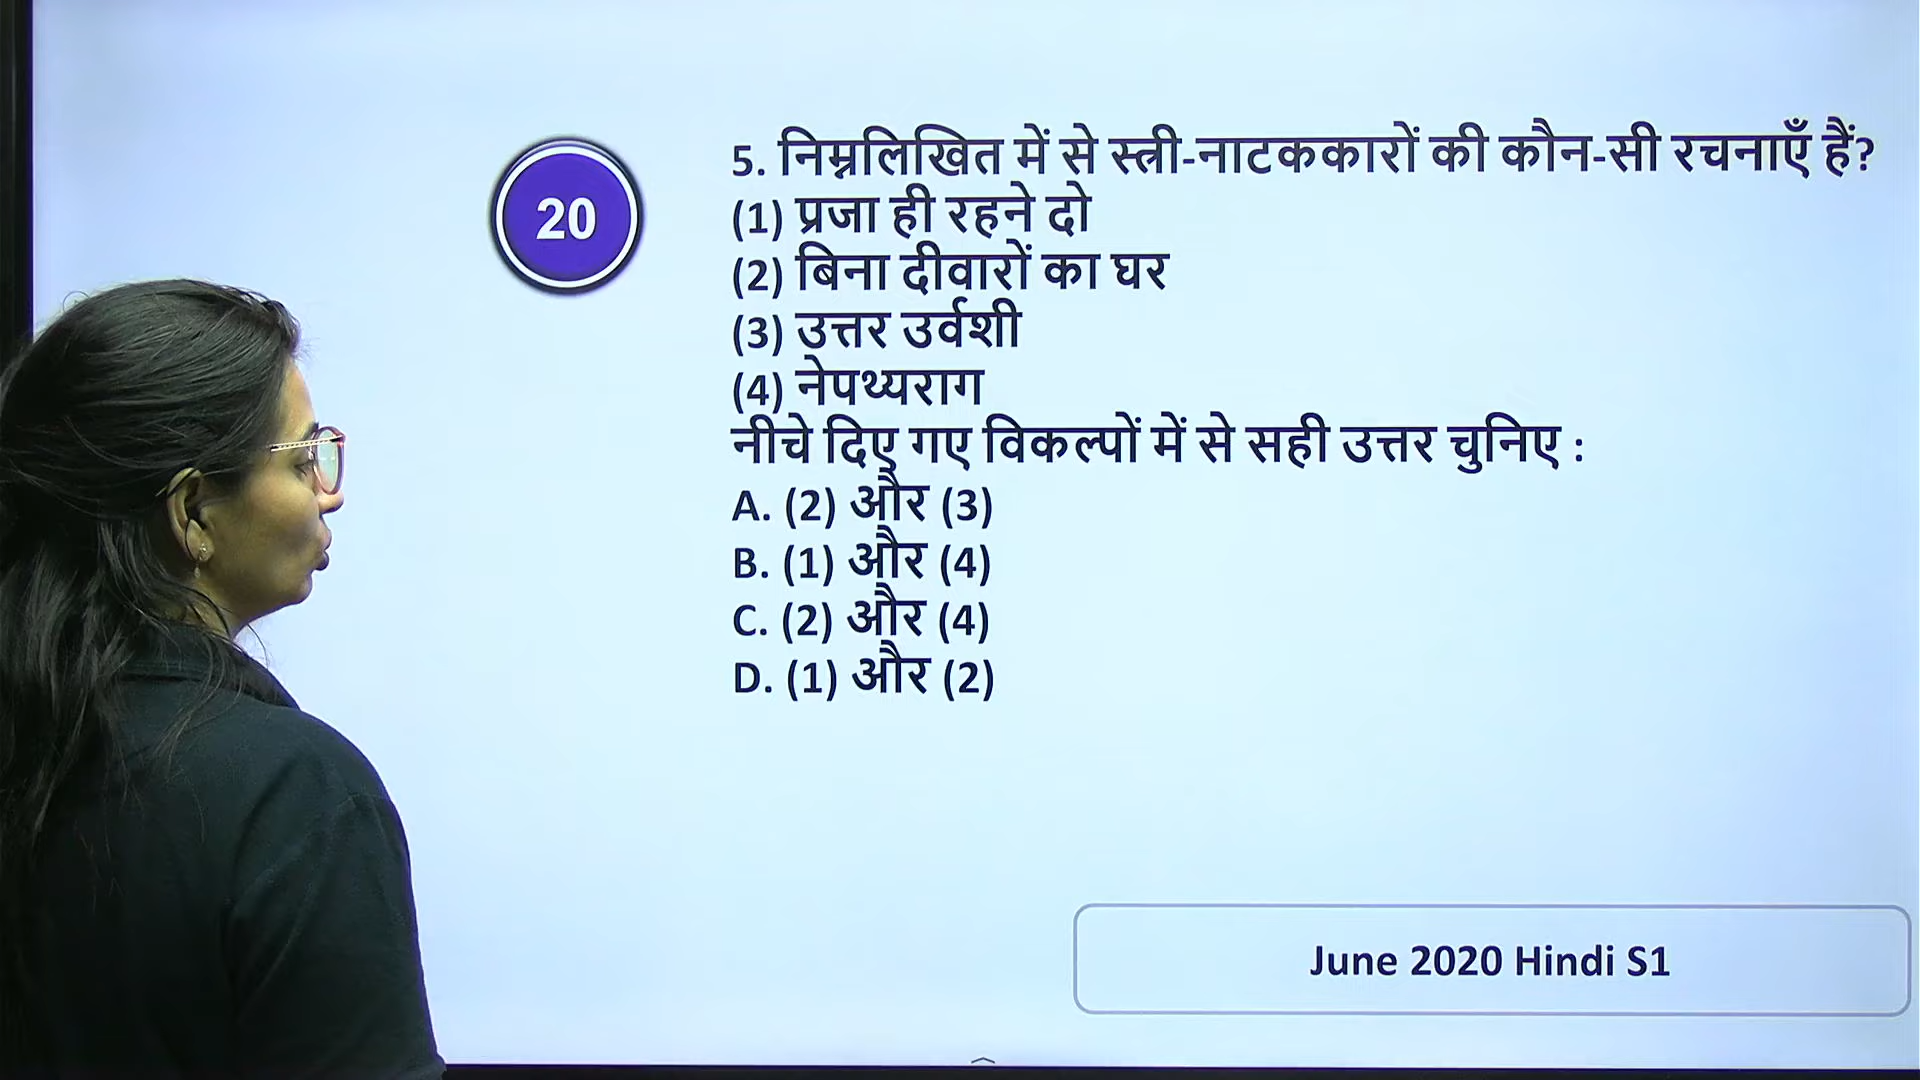 20
5. निम्नलिखित में से स्त्री-नाटककारों की कौन-सी रचनाएँ हैं?
(1) प्रजा ही रहने दो
(2) बिना दीवारों का घर
(3) उत्तर उर्वशी
(4) नेपथ्यराग
नीचे दिए गए विकल्पों में से सही उत्तर चुनिए :
A. (2) और (3)
B. (1) और (4)
C. (2) और (4)
D. (1) और (2)
June 2020 Hindi S1